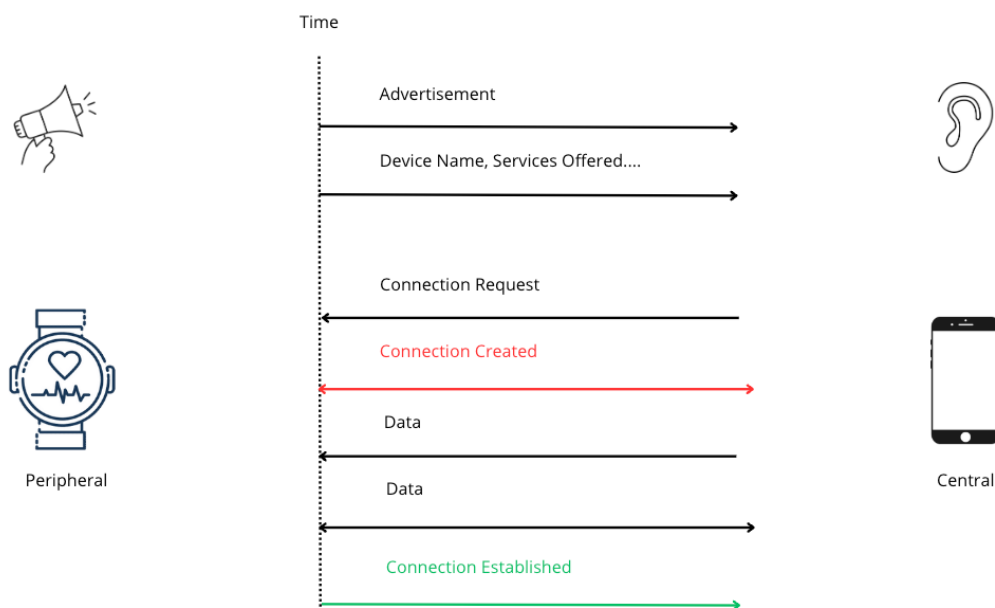 Time
Advertisement
Device Name, Services Offered....
Connection Request
Connection Created
Data
Peripheral
Central
Data
Connection Established